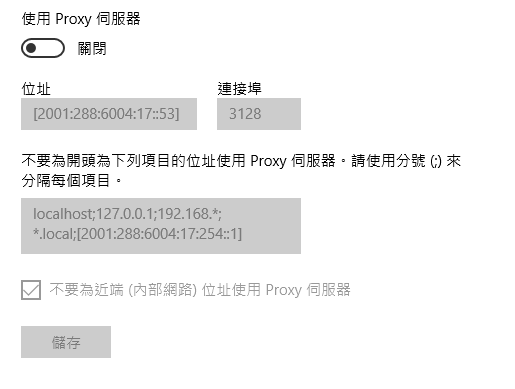 使用 Proxy 伺服器
關閉
位址
連接埠
[2001:288:6004:17::53]
3128
不要為開頭為下列項目的位址使用 Proxy 伺服器。請使用分號 (;) 來
分隔每個項目。
localhost;127.0.0.1;192.168.*;
*.local;[2001:288:6004:17:254::1]
不要為近端 (內部網路) 位址使用 Proxy 伺服器
儲存